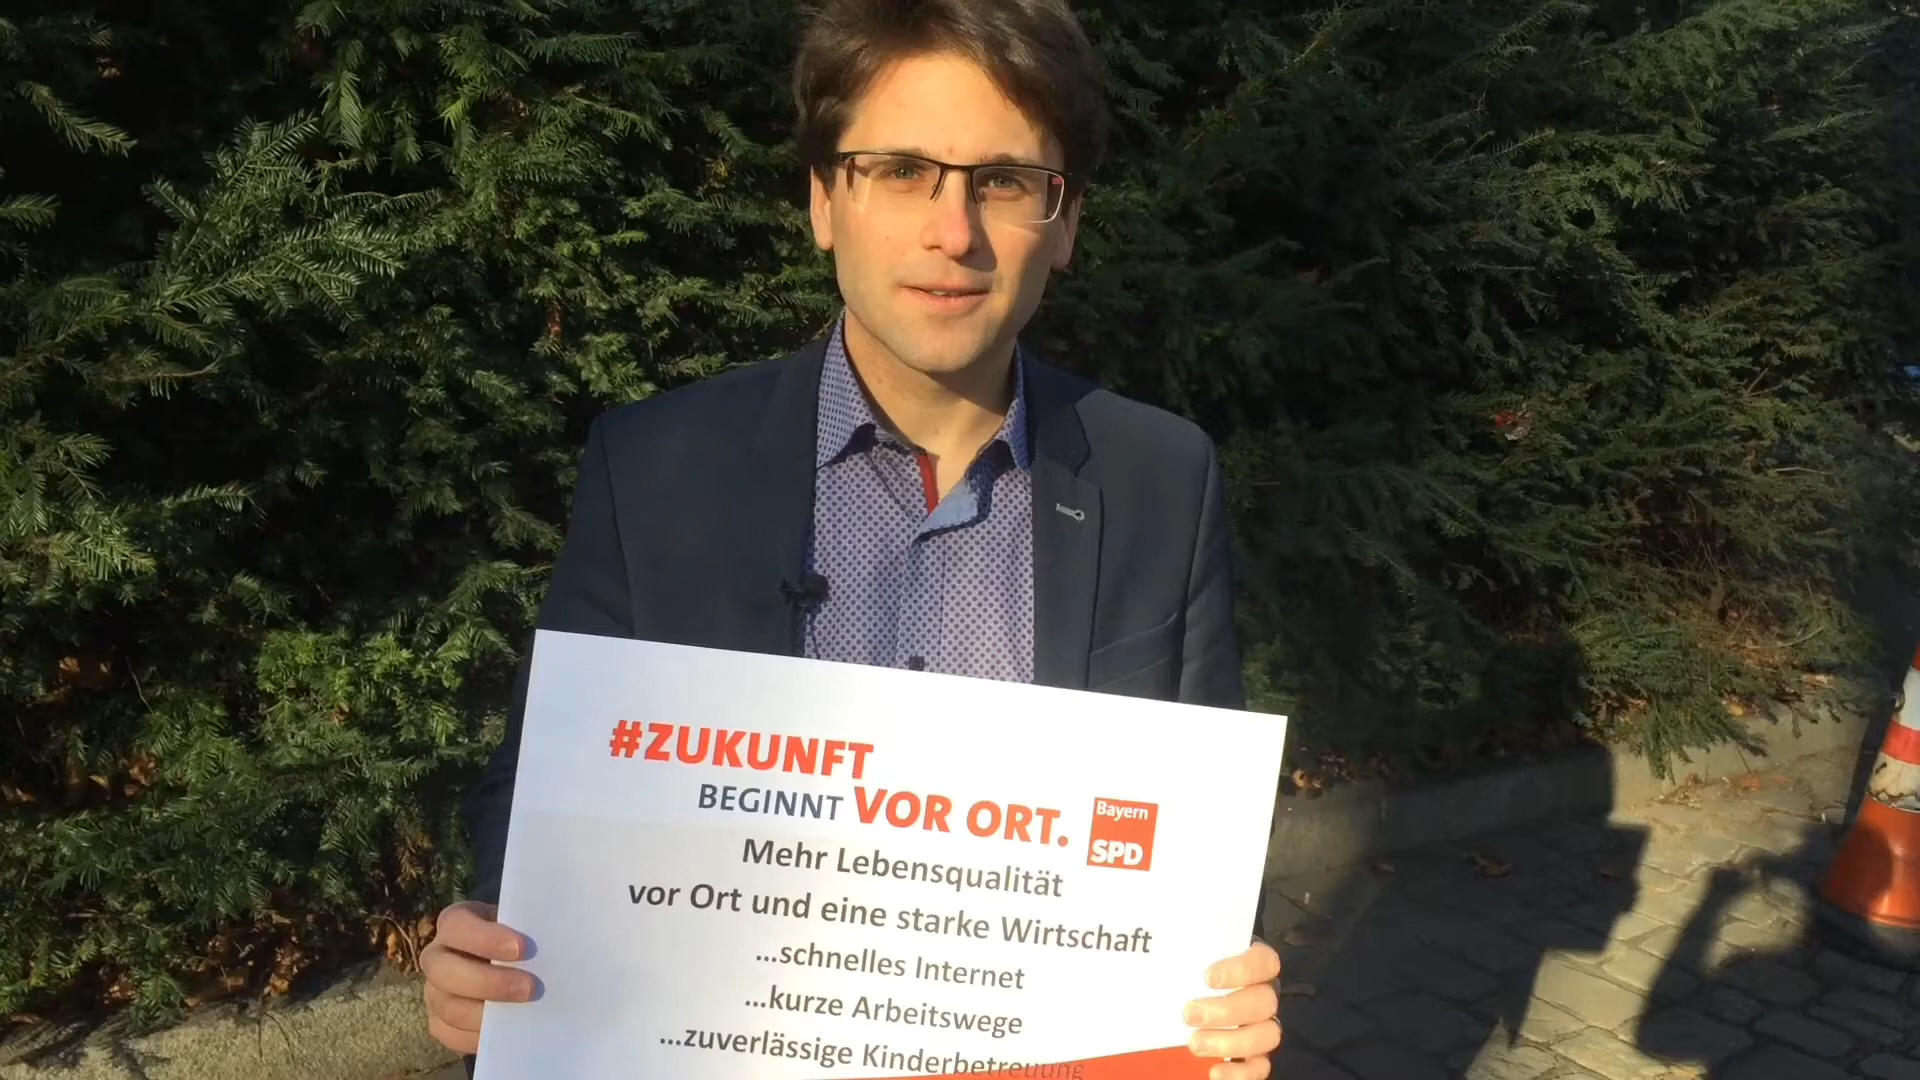 #ZUKUNFT
BEGINNT VOR ORT.
Bayern
SPD
Mehr Lebensqualität
vor Ort und eine starke Wirtschaft
...schnelles Internet
...kurze Arbeitswege
...zuverlässige Kinderbetreuung